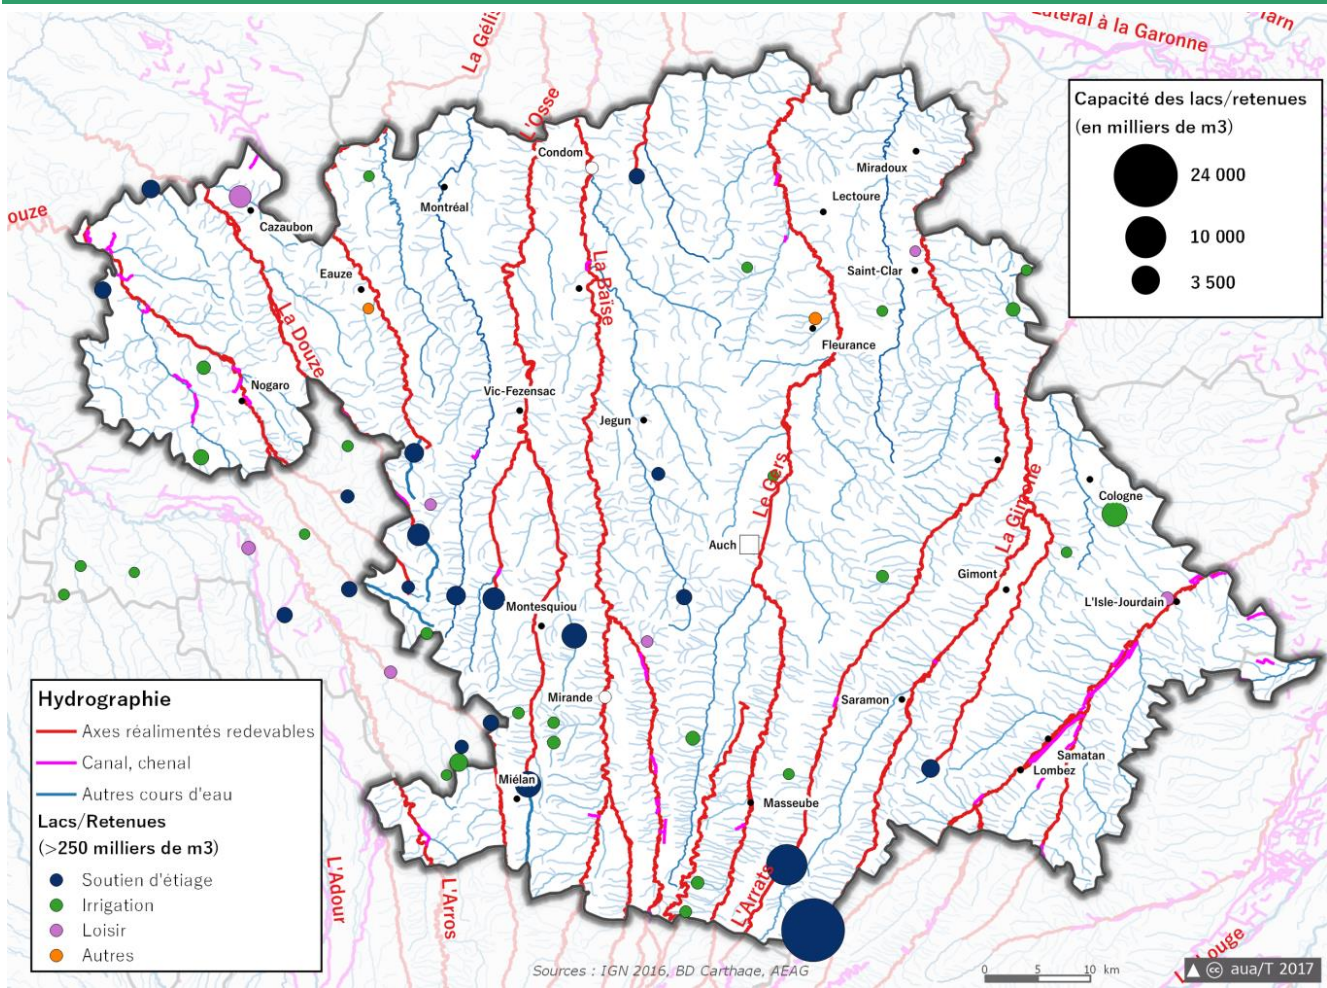 La Gélis
Latéral à la Garonne
Tarn
L'Osse
Condom
Miradoux
Lectoure
Montréal
ouze
Cazaubon
Saint-Clar
Eauze
La Baïse
La Douze
Fleurance
Nogaro
Vic-Fezensac
Jegun
Le Gers
La Gimone
Cologne
Auch
Gimont
L'Isle-Jourdain
Montesquiou
Mirande
Saramon
Samatan
Lombez
Miélan
Masseube
L'Arrats
L'Adour
L'Arros
Louge
Capacité des lacs/retenues
(en milliers de m3)
24 000
10 000
3 500
Hydrographie
Axes réalimentés redevables
Canal, chenal
Autres cours d'eau
Lacs/Retenues
(>250 milliers de m3)
Soutien d'étiage
Irrigation
Loisir
Autres
Sources : IGN 2016, BD Carthage, AEAG
0 5 10 km
cc aua/T 2017